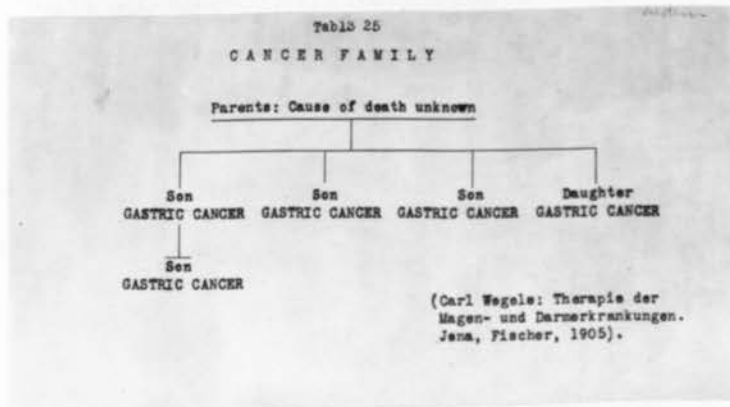 Tabl3 25
CANCER FAMILY
Parents: Cause of death unknown
Son Son Son Daughter
GASTRIC CANCER GASTRIC CANCER GASTRIC CANCER GASTRIC CANCER
Son
GASTRIC CANCER
(Carl Wegele: Therapie der
Magen- und Darmerkrankungen.
Jena, Fischer, 1905).